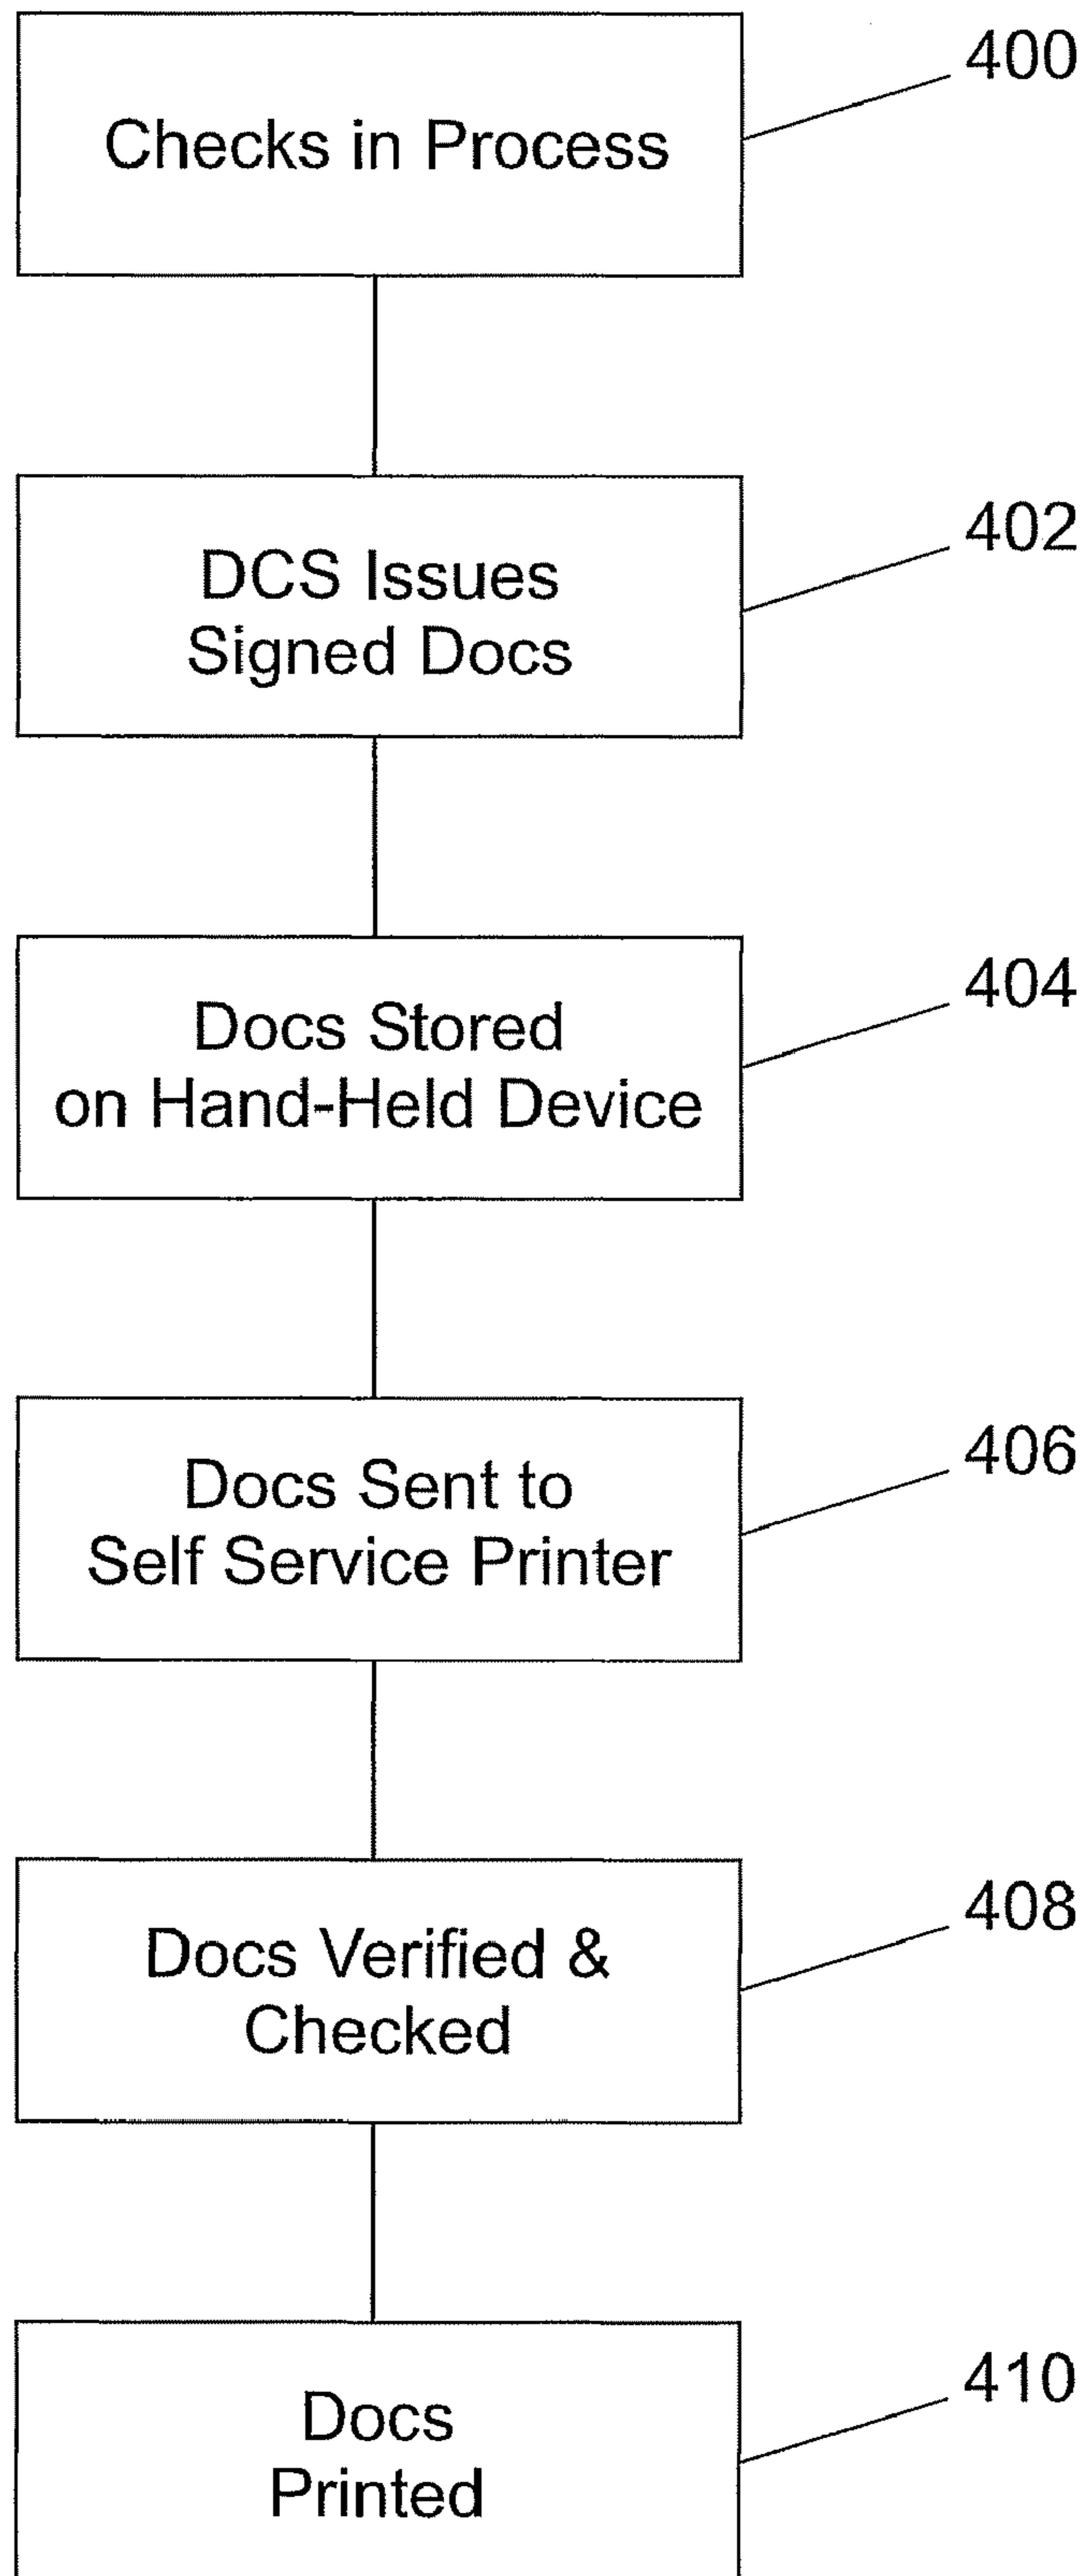 Checks in Process
400
DCS Issues
Signed Docs
402
Docs Stored
on Hand-Held Device
404
Docs Sent to
Self Service Printer
406
Docs Verified &
Checked
408
Docs
Printed
410